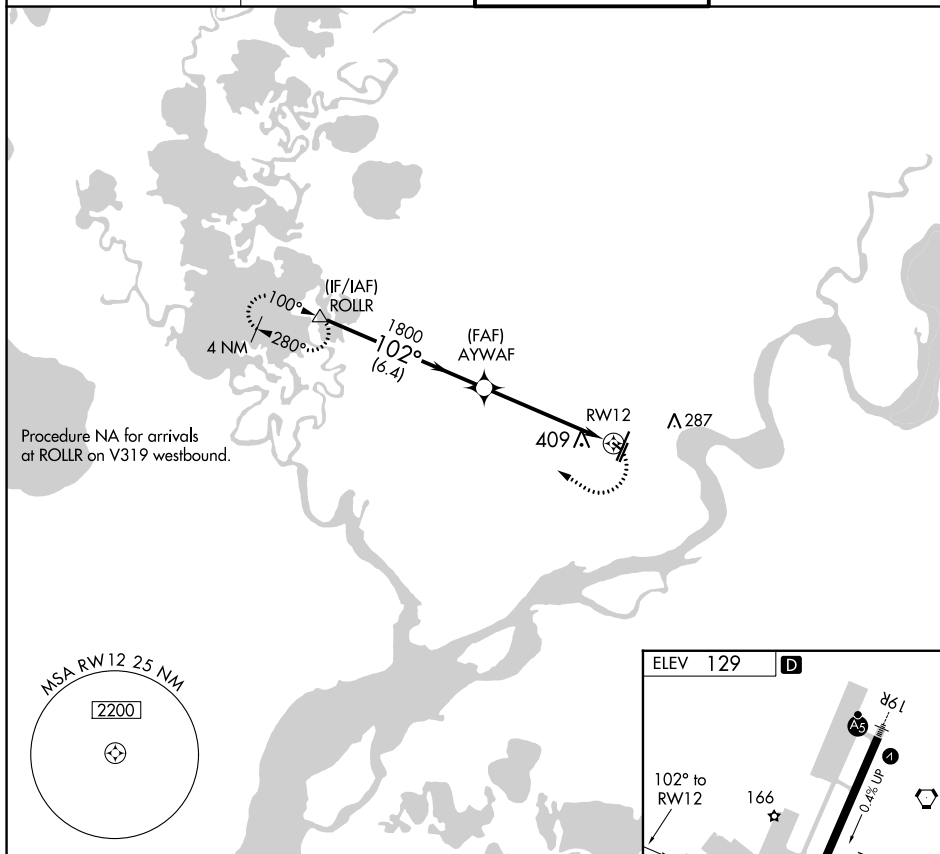 (IF/IAF)
ROLLR
100°
280°
4 NM
1800
102°
(6.4)
(FAF)
AYWAF
RW12
409
287
Procedure NA for arrivals
at ROLLR on V319 westbound.
MSA RW12 25 NM
2200
ELEV 129 D
19R
A5
0.4% UP
102° to
RW12
166